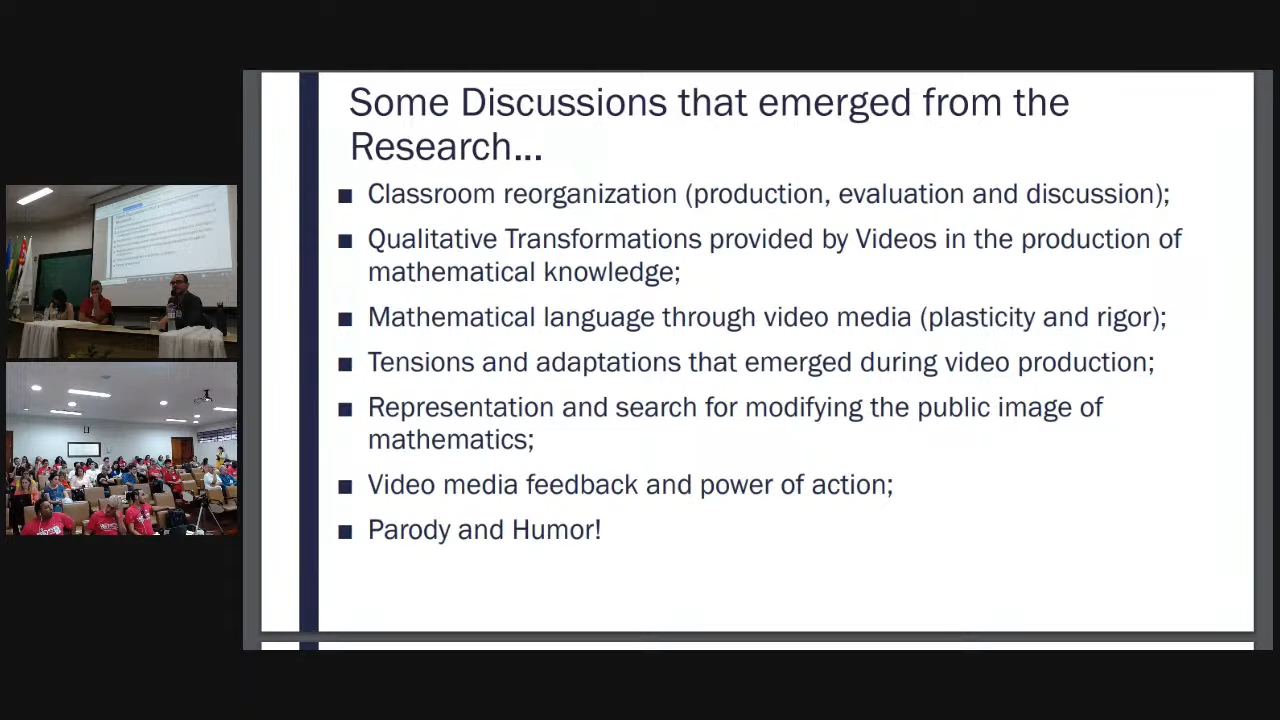 Some Discussions that emerged from the
Research...
■ Classroom reorganization (production, evaluation and discussion);
■ Qualitative Transformations provided by Videos in the production of
mathematical knowledge;
■ Mathematical language through video media (plasticity and rigor);
■ Tensions and adaptations that emerged during video production;
■ Representation and search for modifying the public image of
mathematics;
■ Video media feedback and power of action;
■ Parody and Humor!